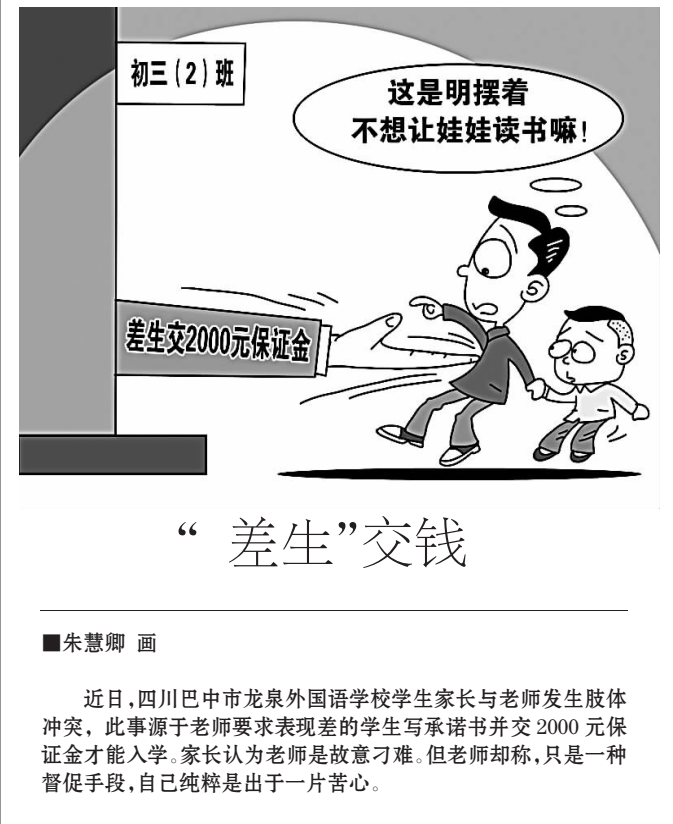 初三（2）班
这是明摆着
不想让娃娃读书嘛！
差生交2000元保证金
“差生”交钱
■朱慧卿 画
近日，四川巴中市龙泉外国语学校学生家长与老师发生肢体
冲突，此事源于老师要求表现差的学生写承诺书并交 2000 元保
证金才能入学。家长认为老师是故意刁难。但老师却称，只是一种
督促手段，自己纯粹是出于一片苦心。